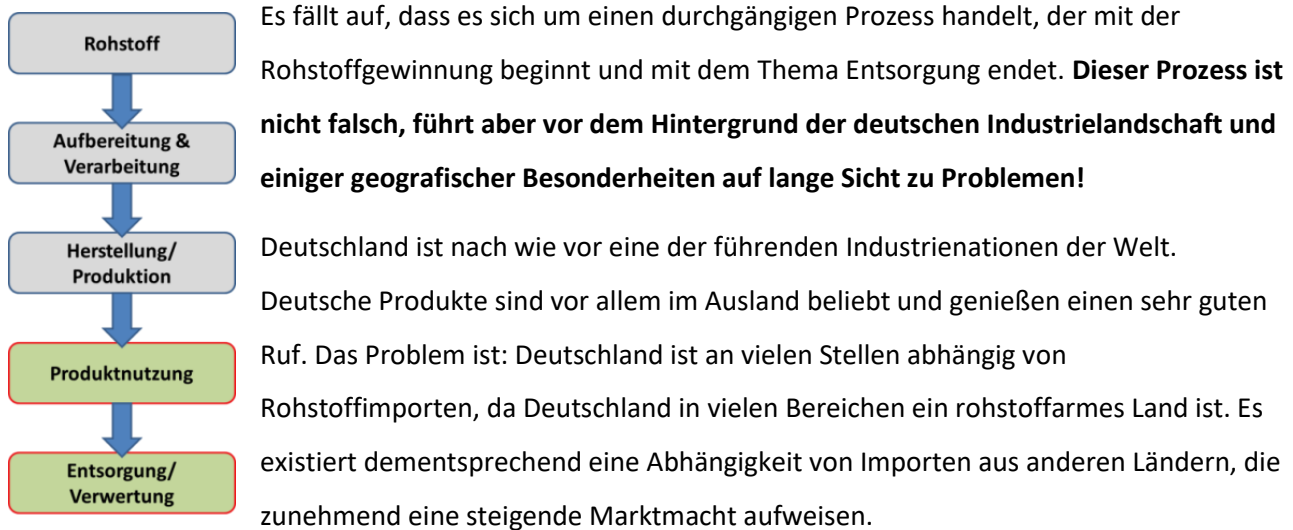 Rohstoff
Aufbereitung &
Verarbeitung
Herstellung/
Produktion
Produktnutzung
Entsorgung/
Verwertung
Es fällt auf, dass es sich um einen durchgängigen Prozess handelt, der mit der
Rohstoffgewinnung beginnt und mit dem Thema Entsorgung endet. Dieser Prozess ist
nicht falsch, führt aber vor dem Hintergrund der deutschen Industrielandschaft und
einiger geografischer Besonderheiten auf lange Sicht zu Problemen!
Deutschland ist nach wie vor eine der führenden Industrienationen der Welt.
Deutsche Produkte sind vor allem im Ausland beliebt und genießen einen sehr guten
Ruf. Das Problem ist: Deutschland ist an vielen Stellen abhängig von
Rohstoffimporten, da Deutschland in vielen Bereichen ein rohstoffarmes Land ist. Es
existiert dementsprechend eine Abhängigkeit von Importen aus anderen Ländern, die
zunehmend eine steigende Marktmacht aufweisen.